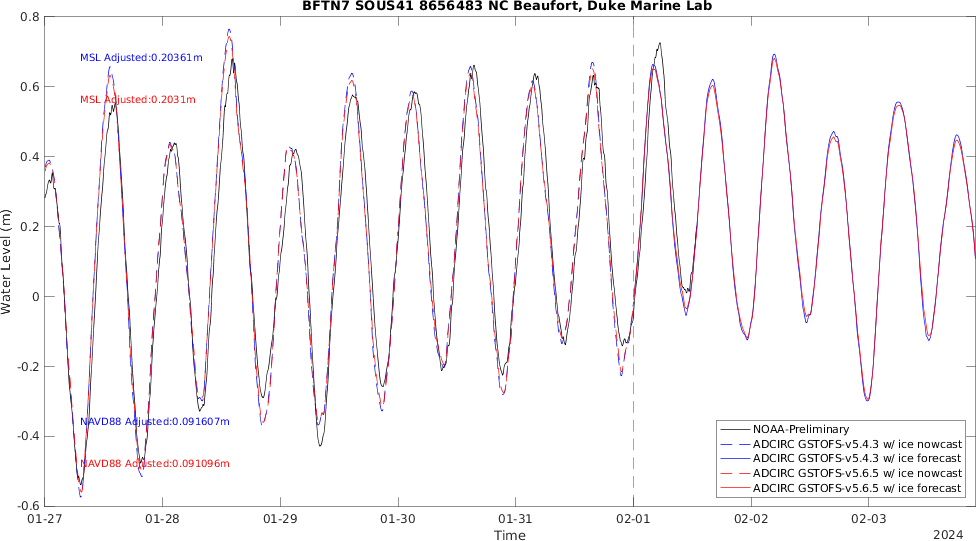 BFTN7 SOUS41 8656483 NC Beaufort, Duke Marine Lab
0.8
0.6
0.4
0.2
0
-0.2
-0.4
-0.6
Water Level (m)
MSL Adjusted:0.20361m
MSL Adjusted:0.2031m
NAVD88 Adjusted:0.091607m
NAVD88 Adjusted:0.091096m
NOAA-Preliminary
ADCIRC GSTOFS-v5.4.3 w/ ice nowcast
ADCIRC GSTOFS-v5.4.3 w/ ice forecast
ADCIRC GSTOFS-v5.6.5 w/ ice nowcast
ADCIRC GSTOFS-v5.6.5 w/ ice forecast
01-27 01-28 01-29 01-30 01-31 02-01 02-02 02-03
Time
2024